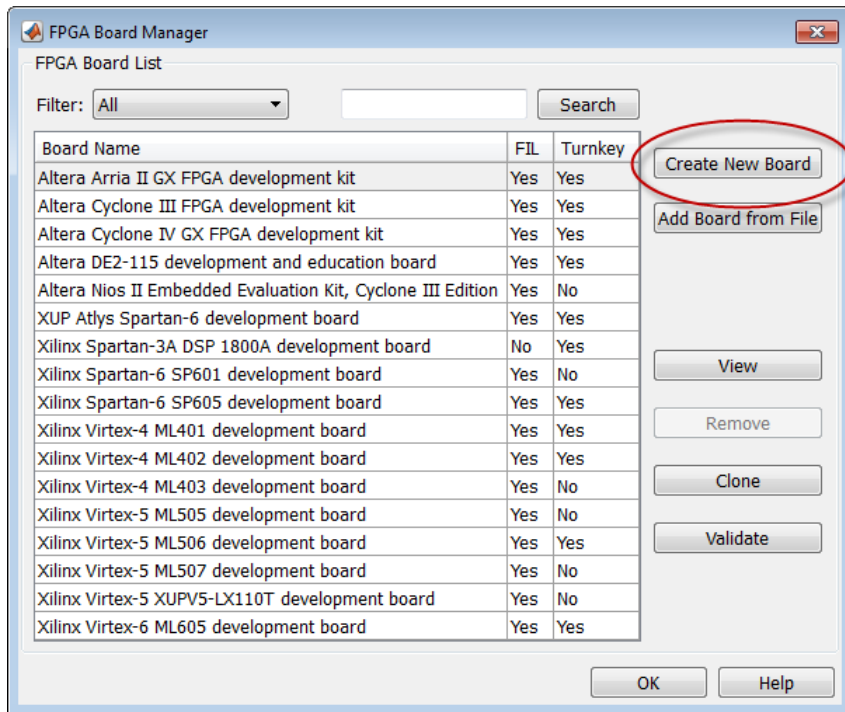 FPGA Board Manager
FPGA Board List
Filter: All Search
Board Name FIL Turnkey
Altera Arria II GX FPGA development kit Yes Yes
Altera Cyclone III FPGA development kit Yes Yes
Altera Cyclone IV GX FPGA development kit Yes Yes
Altera DE2-115 development and education board Yes Yes
Altera Nios II Embedded Evaluation Kit, Cyclone III Edition Yes No
XUP Atlys Spartan-6 development board Yes Yes
Xilinx Spartan-3A DSP 1800A development board No Yes
Xilinx Spartan-6 SP601 development board Yes No
Xilinx Spartan-6 SP605 development board Yes Yes
Xilinx Virtex-4 ML401 development board Yes Yes
Xilinx Virtex-4 ML402 development board Yes Yes
Xilinx Virtex-4 ML403 development board Yes No
Xilinx Virtex-5 ML505 development board Yes No
Xilinx Virtex-5 ML506 development board Yes Yes
Xilinx Virtex-5 ML507 development board Yes No
Xilinx Virtex-5 XUPV5-LX110T development board Yes No
Xilinx Virtex-6 ML605 development board Yes Yes
Create New Board
Add Board from File
View
Remove
Clone
Validate
OK Help